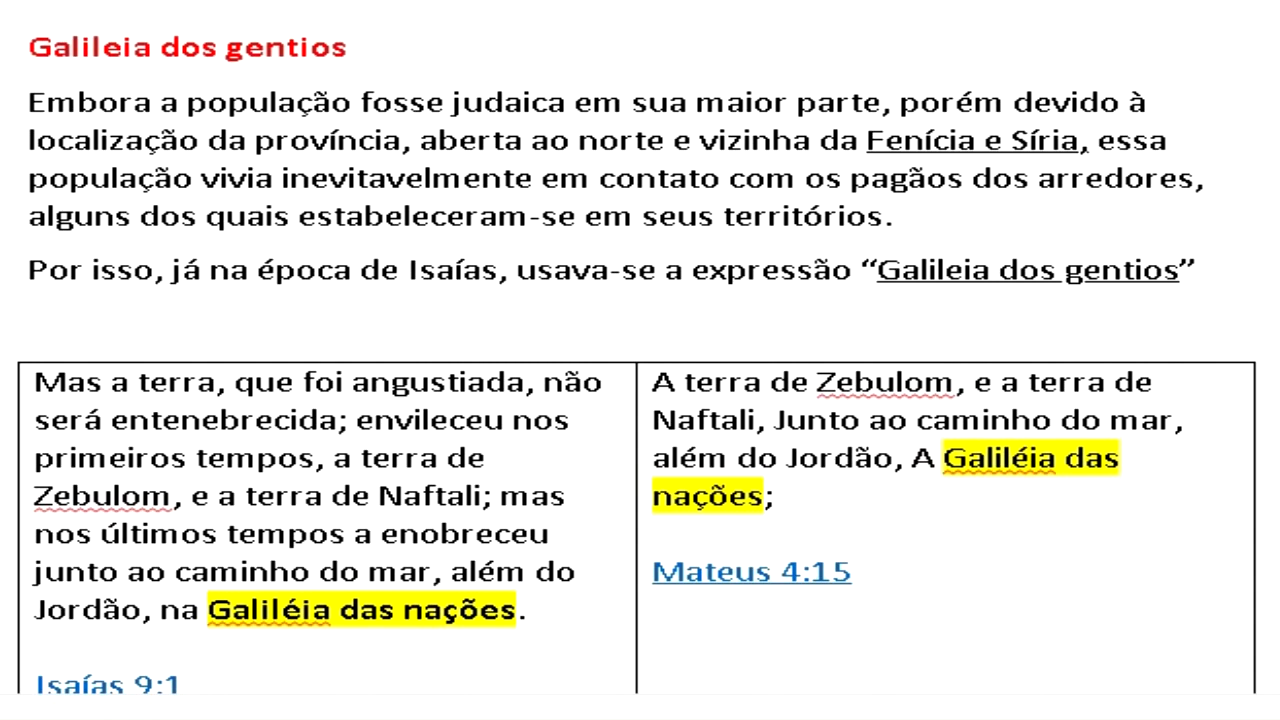 Galileia dos gentios
Embora a população fosse judaica em sua maior parte, porém devido à
localização da província, aberta ao norte e vizinha da Fenícia e Síria, essa
população vivia inevitavelmente em contato com os pagãos dos arredores,
alguns dos quais estabeleceram-se em seus territórios.
Por isso, já na época de Isaías, usava-se a expressão “Galileia dos gentios”
Mas a terra, que foi angustiada, não
será entenebrecida; envileceu nos
primeiros tempos, a terra de
Zebulom, e a terra de Naftali; mas
nos últimos tempos a enobreceu
junto ao caminho do mar, além do
Jordão, na Galiléia das nações.
Isaías 9:1
A terra de Zebulom, e a terra de
Naftali, Junto ao caminho do mar,
além do Jordão, A Galiléia das
nações;
Mateus 4:15